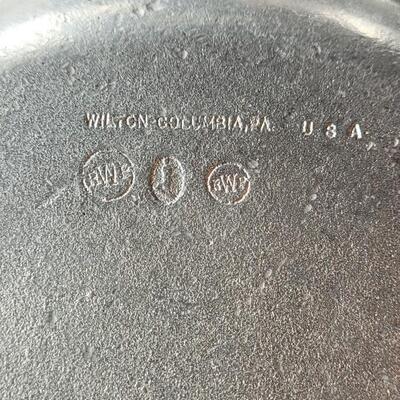 WILTON-COLUMBIA, PA. U S A.
RWP RWP